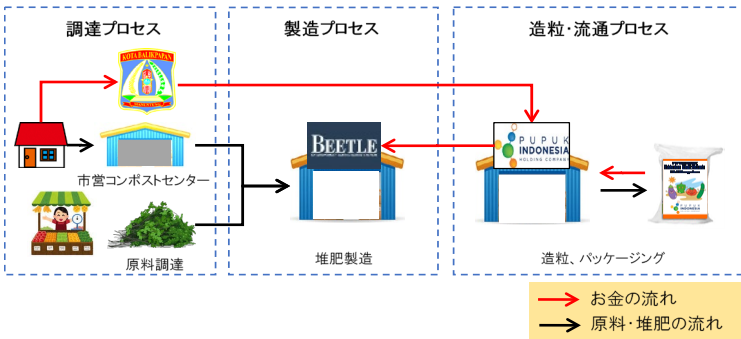 調達プロセス
製造プロセス
造粒・流通プロセス
KOTA BALIKPAPAN
BEETLE
PUPUK
INDONESIA
HOLDING COMPANY
市営コンポストセンター
原料調達
堆肥製造
PUPUK
INDONESIA
造粒、パッケージング
お金の流れ
原料・堆肥の流れ